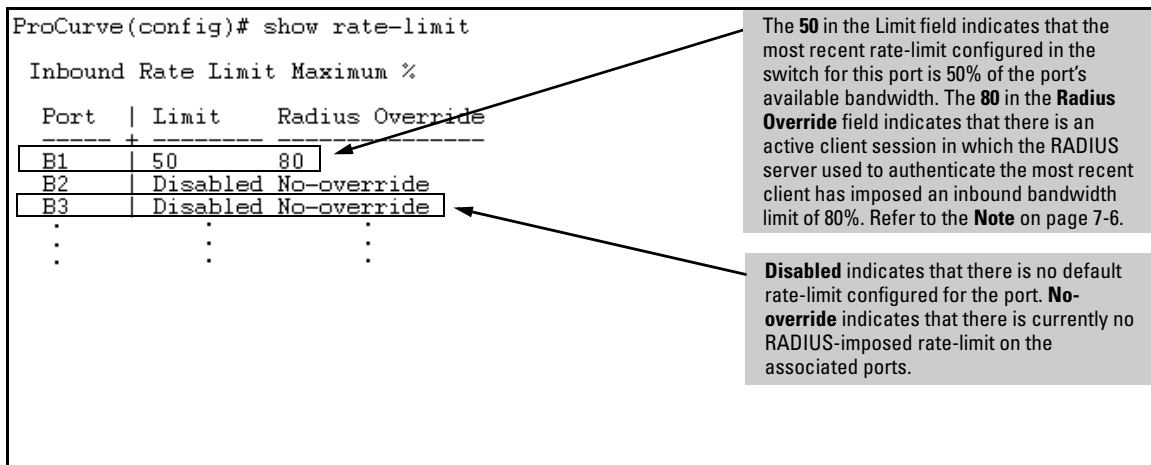 ProCurve(config)# show rate-limit
Inbound Rate Limit Maximum %
Port | Limit Radius Override
----- + --------- ----------------
B1 | 50 80
B2 | Disabled No-override
B3 | Disabled No-override
. . .
. . .
. . .
The 50 in the Limit field indicates that the
most recent rate-limit configured in the
switch for this port is 50% of the port's
available bandwidth. The 80 in the Radius
Override field indicates that there is an
active client session in which the RADIUS
server used to authenticate the most recent
client has imposed an inbound bandwidth
limit of 80%. Refer to the Note on page 7-6.
Disabled indicates that there is no default
rate-limit configured for the port. No-
override indicates that there is currently no
RADIUS-imposed rate-limit on the
associated ports.